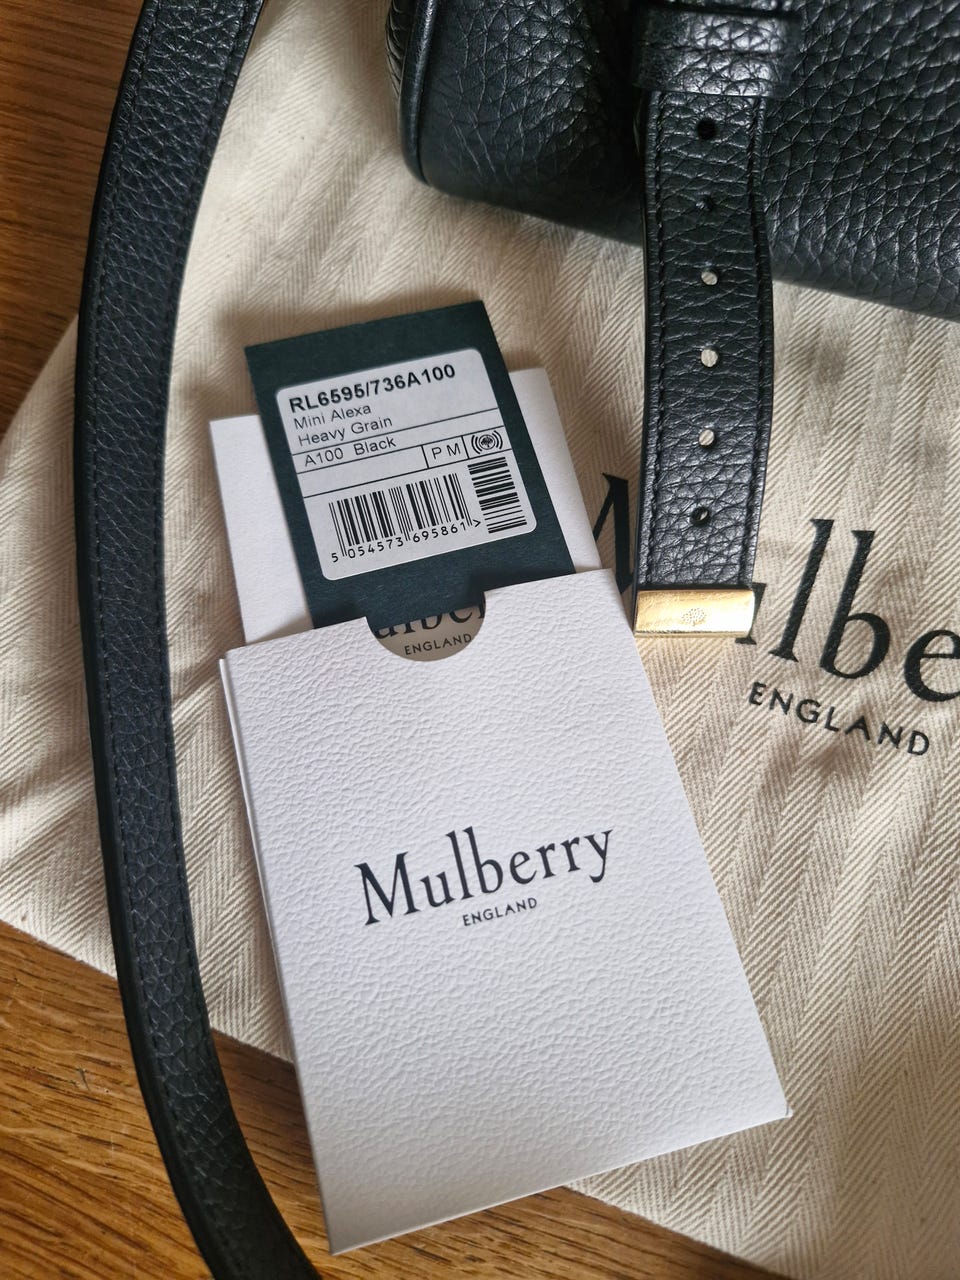 RL6595/736A100
Mini Alexa
Heavy Grain
A100 Black
P M
5 054573 695861 >
ENGLAND
ENGLAND
Mulberry
ENGLAND